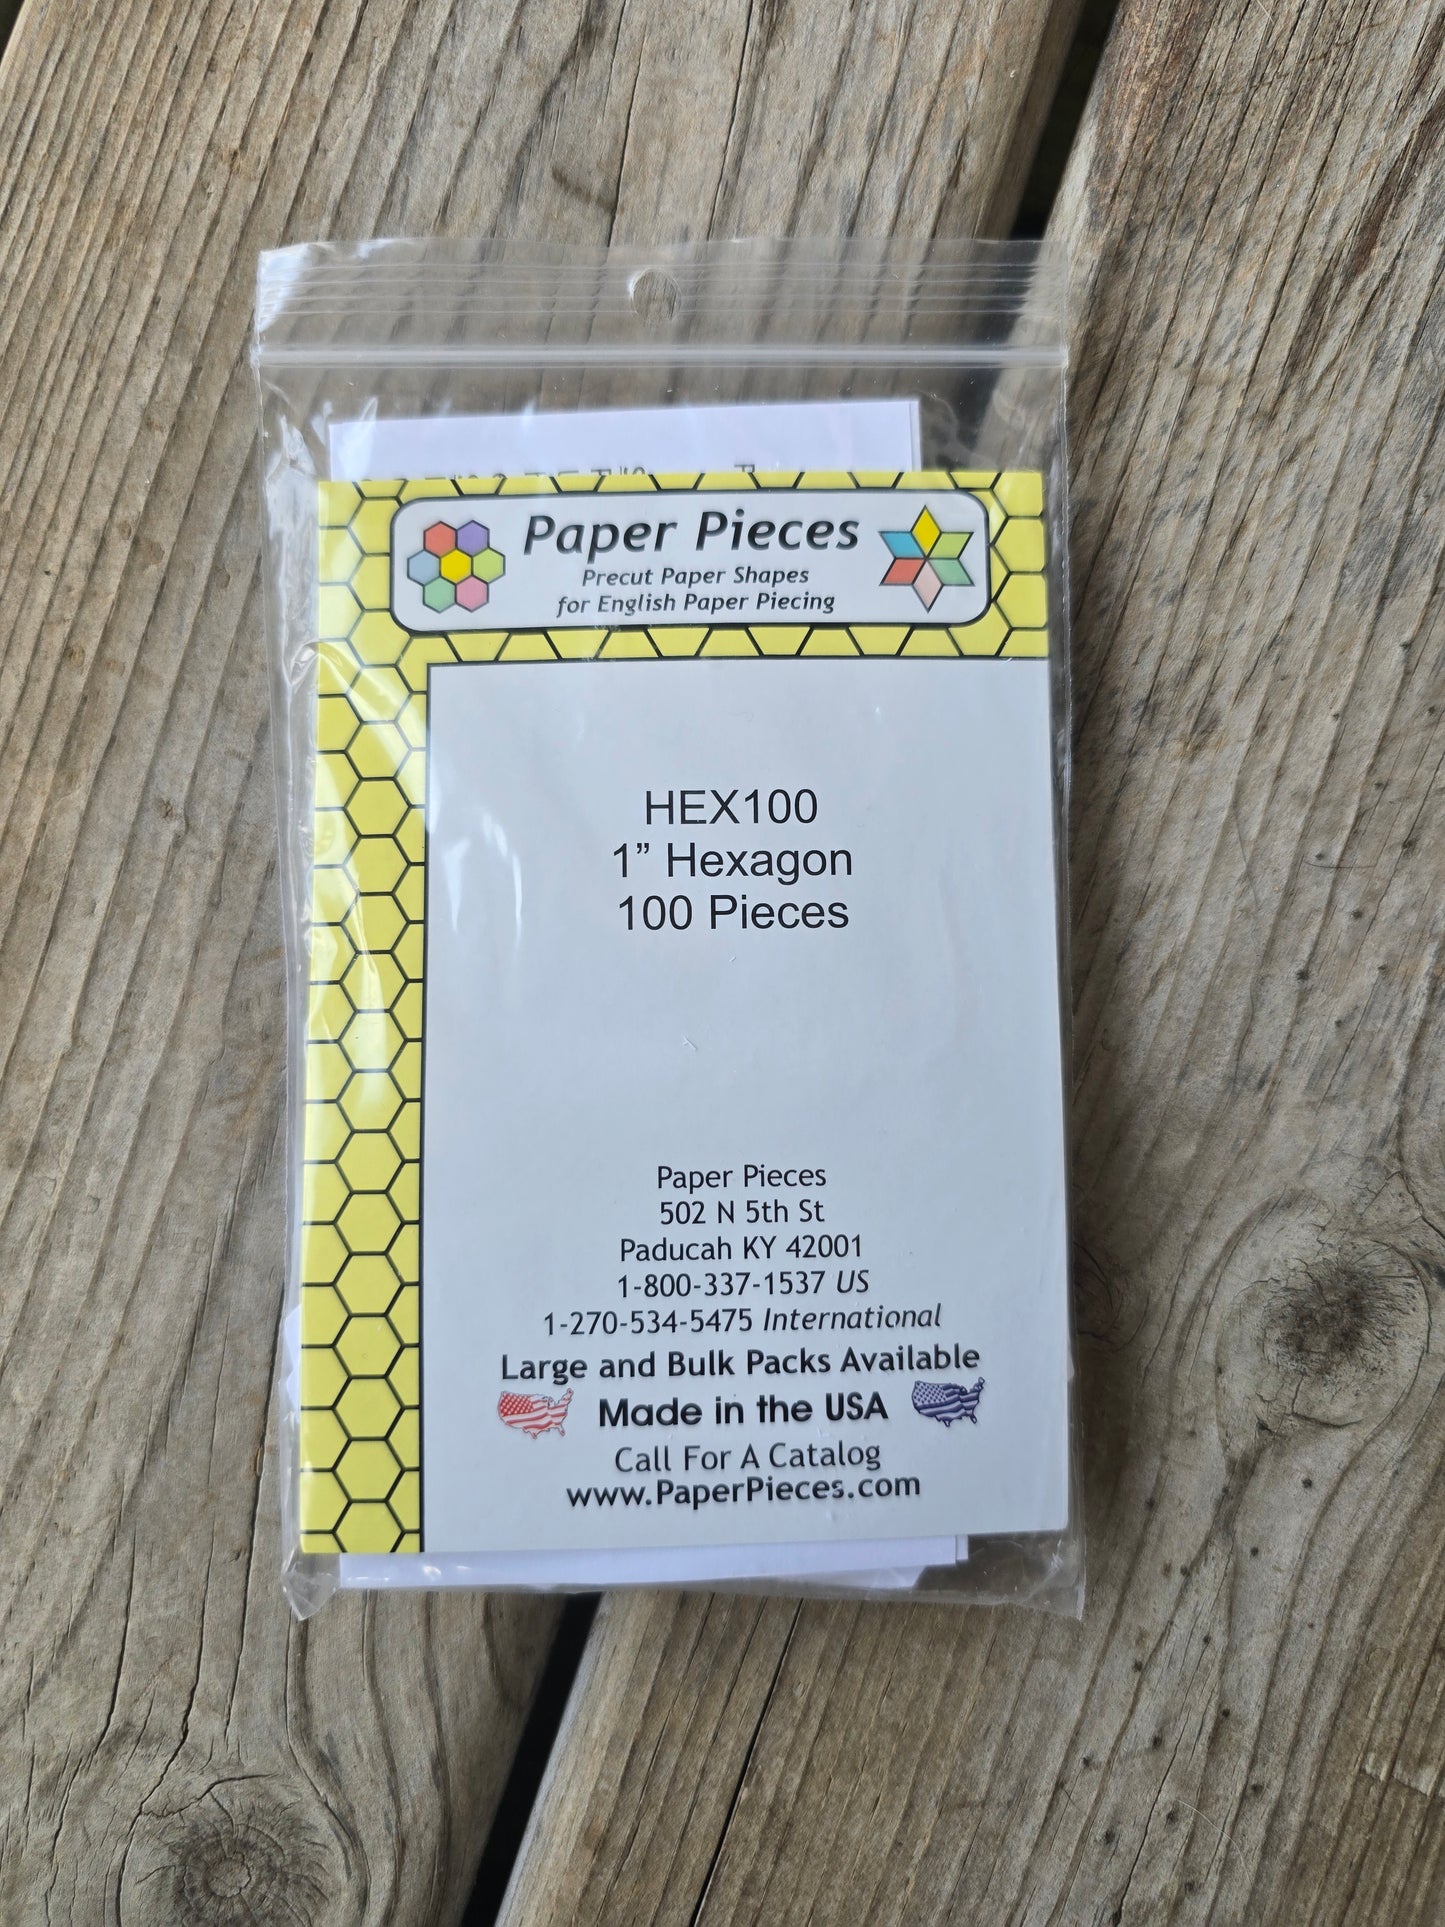 Paper Pieces
Precut Paper Shapes
for English Paper Piecing
HEX100
1” Hexagon
100 Pieces
Paper Pieces
502 N 5th St
Paducah KY 42001
1-800-337-1537 US
1-270-534-5475 International
Large and Bulk Packs Available
Made in the USA
Call For A Catalog
www.PaperPieces.com